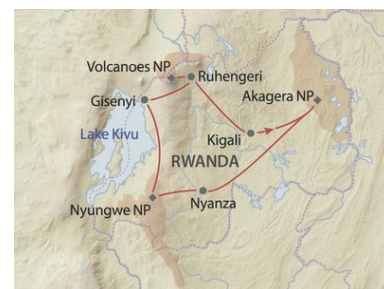 Volcanoes NP
Ruhengeri
Gisenyi
Akagera NP
Lake Kivu
Kigali
RWANDA
Nyungwe NP
Nyanza